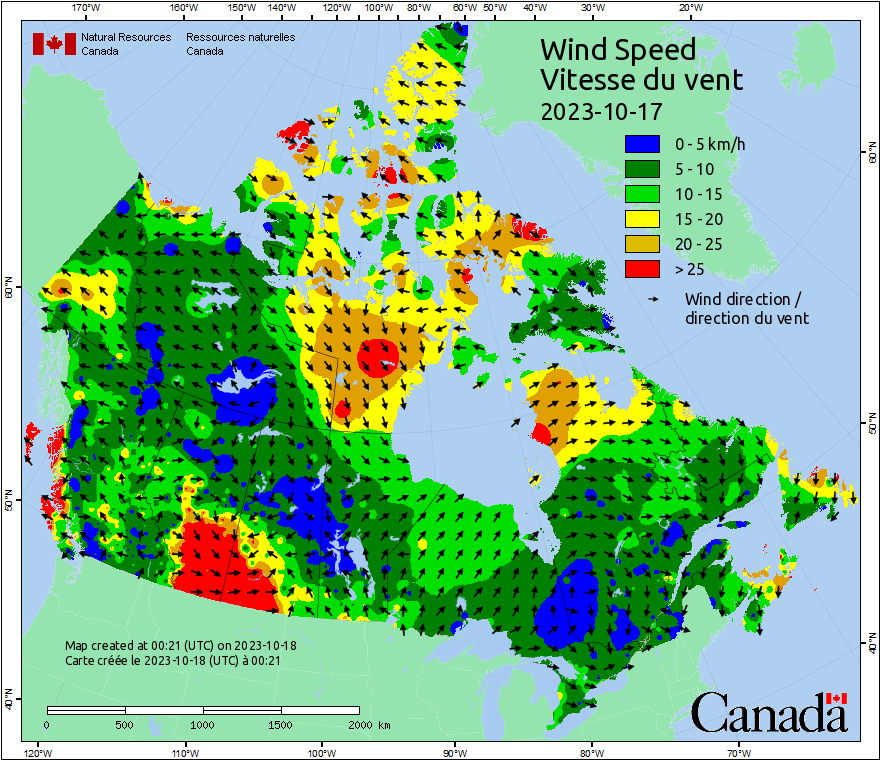 170°W 160°W 150°W 140°W 130°W 120°W 110°W 100°W 90°W 80°W 70°W 60°W 50°W 40°W 30°W 20°W
Natural Resources Ressources naturelles
Canada Canada
Wind Speed
Vitesse du vent
2023-10-17
0 - 5 km/h
5 - 10
10 - 15
15 - 20
20 - 25
> 25
Wind direction /
direction du vent
60°N
60°N
50°N
50°N
40°N
40°N
Map created at 00:21 (UTC) on 2023-10-18
Carte créée le 2023-10-18 (UTC) à 00:21
0 500 1000 1500 2000 km
Canada
120°W 110°W 100°W 90°W 80°W 70°W